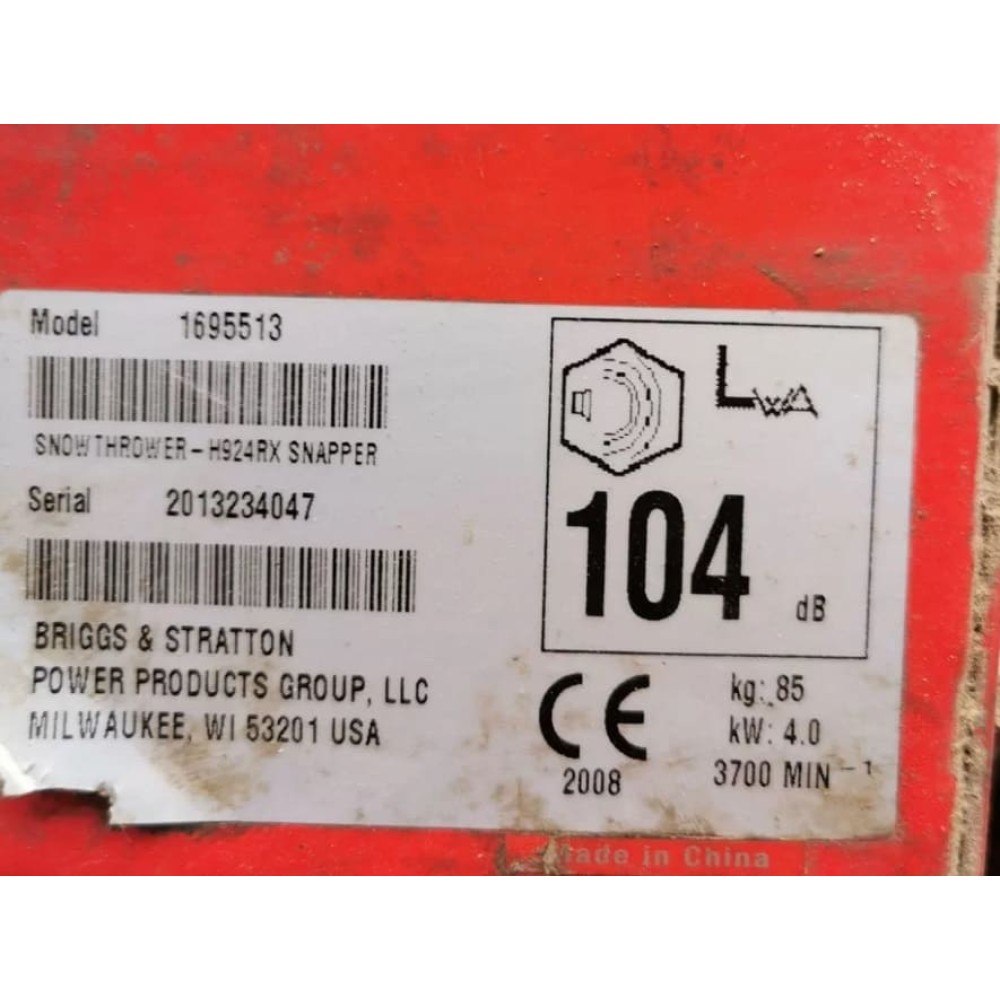 Model 1695513
SNOWTHROWER-H924RX SNAPPER
Serial 2013234047
BRIGGS & STRATTON
POWER PRODUCTS GROUP, LLC
MILWAUKEE, WI 53201 USA
LWA
104 dB
CE
2008
kg: 85
kW: 4.0
3700 MIN⁻¹
Made in China